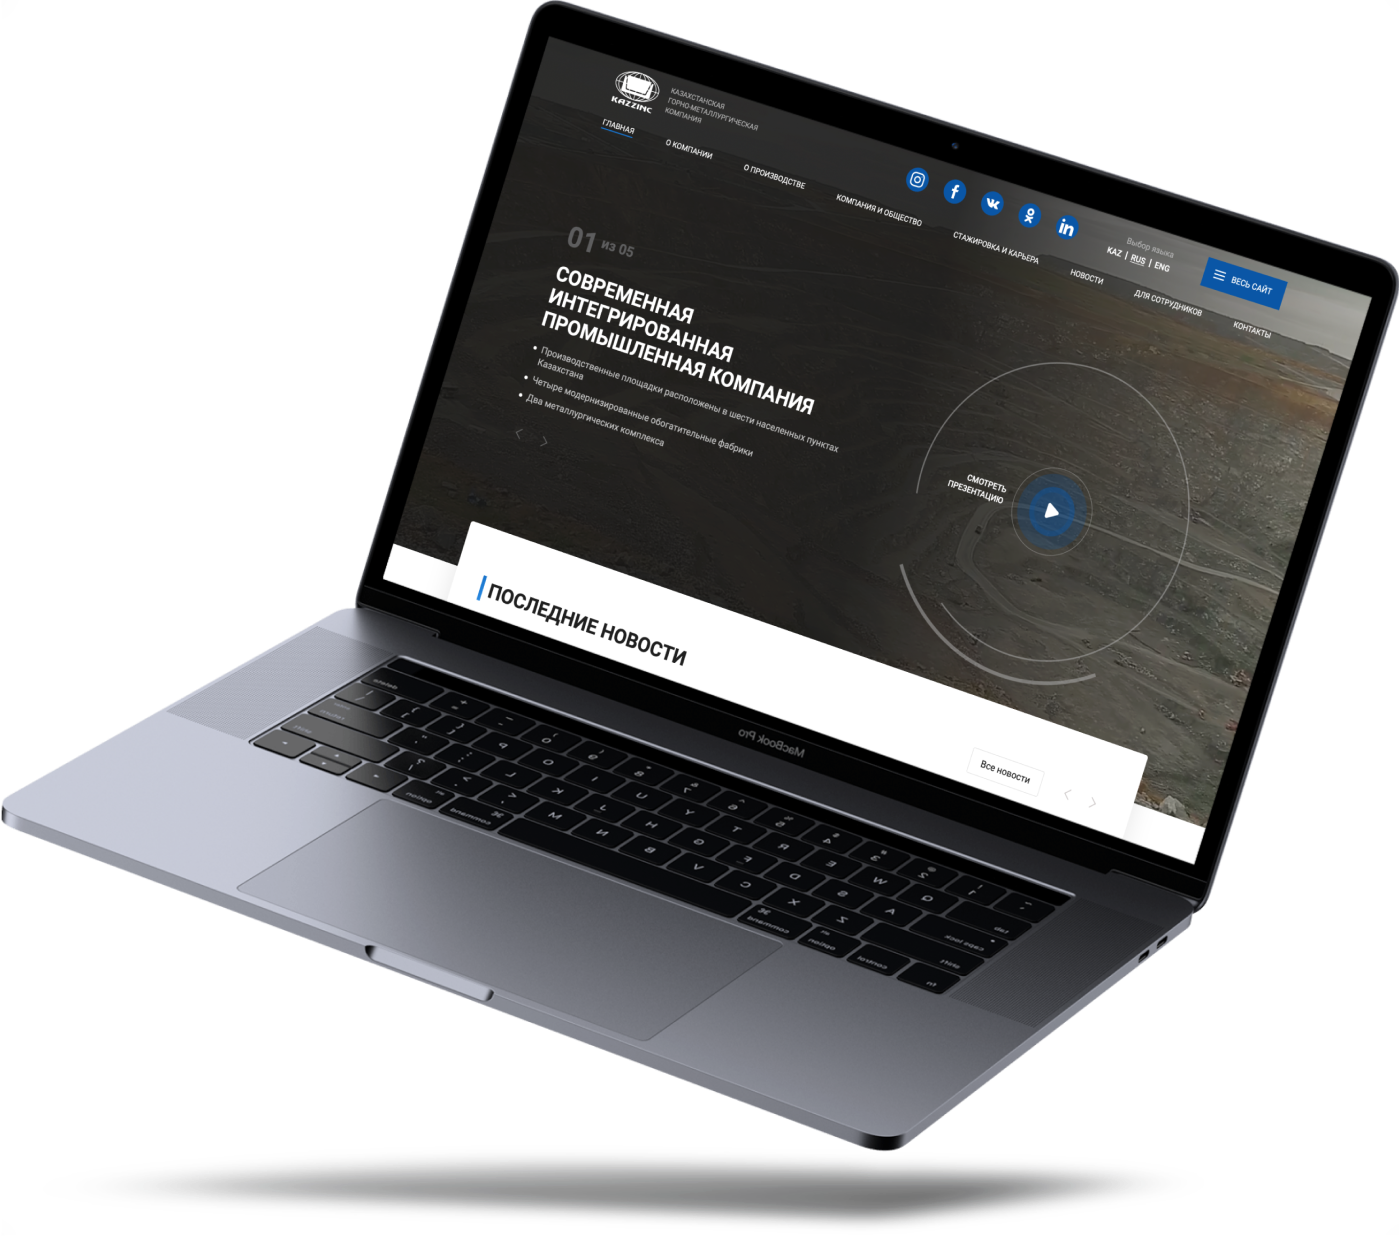 KAZZINC
КАЗАХСТАНСКАЯ
ГОРНО-МЕТАЛЛУРГИЧЕСКАЯ
КОМПАНИЯ
Выбор языка
KAZ | RUS | ENG
ВЕСЬ САЙТ
ГЛАВНАЯ
О КОМПАНИИ
О ПРОИЗВОДСТВЕ
КОМПАНИЯ И ОБЩЕСТВО
СТАЖИРОВКА И КАРЬЕРА
НОВОСТИ
ДЛЯ СОТРУДНИКОВ
КОНТАКТЫ
01 из 05
СОВРЕМЕННАЯ
ИНТЕГРИРОВАННАЯ
ПРОМЫШЛЕННАЯ КОМПАНИЯ
• Производственные площадки расположены в шести населенных пунктах
Казахстана
• Четыре модернизированные обогатительные фабрики
• Два металлургических комплекса
СМОТРЕТЬ
ПРЕЗЕНТАЦИЮ
ПОСЛЕДНИЕ НОВОСТИ
Все новости
MacBook Pro